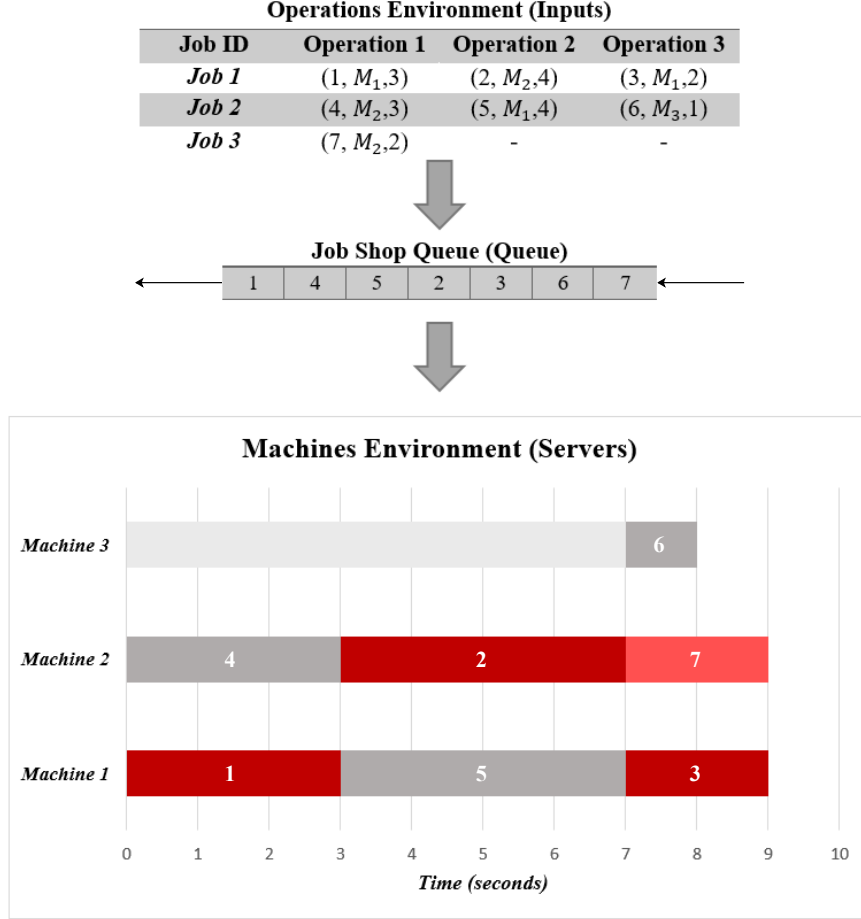 Operations Environment (Inputs)
Job ID Operation 1 Operation 2 Operation 3
Job 1 (1, M₁,3) (2, M₂,4) (3, M₁,2)
Job 2 (4, M₂,3) (5, M₁,4) (6, M₃,1)
Job 3 (7, M₂,2) - -
Job Shop Queue (Queue)
1 4 5 2 3 6 7
Machines Environment (Servers)
Machine 3 6
Machine 2 4 2 7
Machine 1 1 5 3
0 1 2 3 4 5 6 7 8 9 10
Time (seconds)